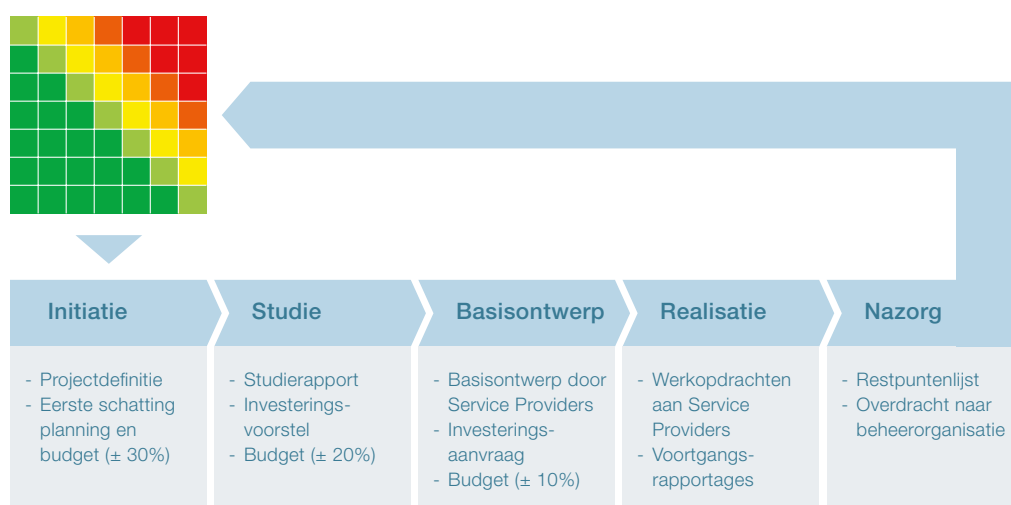 Initiatie
- Projectdefinitie
- Eerste schatting
planning en
budget (± 30%)
Studie
- Studierapport
- Investerings-
voorstel
- Budget (± 20%)
Basisontwerp
- Basisontwerp door
Service Providers
- Investerings-
aanvraag
- Budget (± 10%)
Realisatie
- Werkopdrachten
aan Service
Providers
- Voortgangs-
rapportages
Nazorg
- Restpuntenlijst
- Overdracht naar
beheerorganisatie